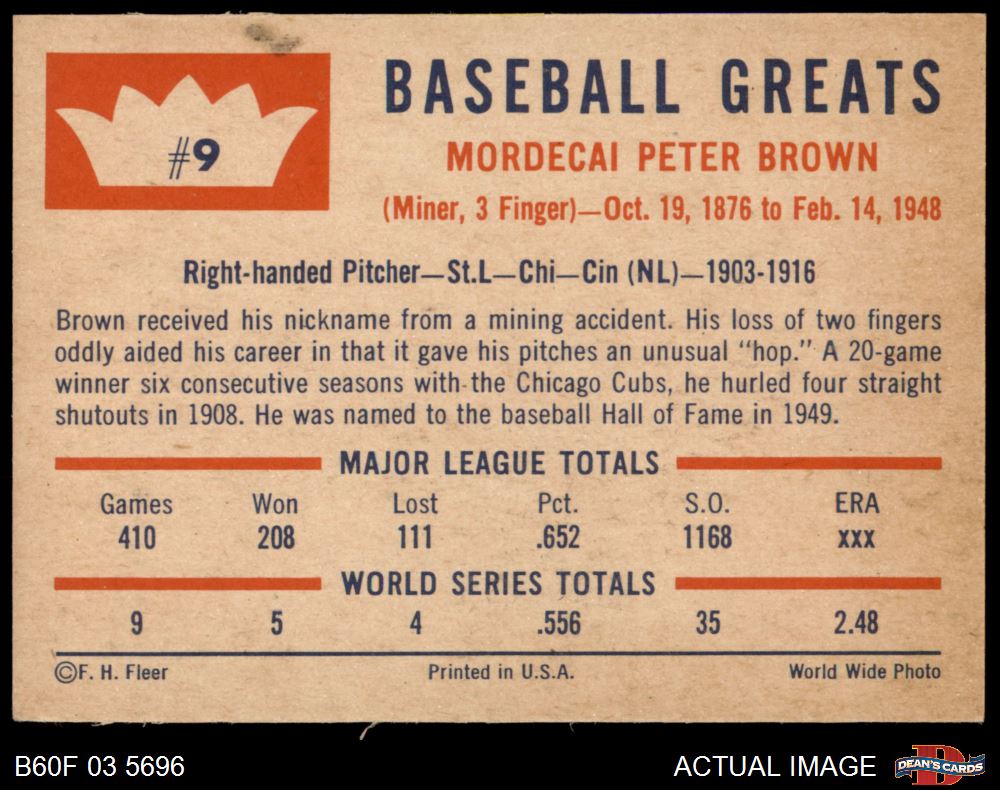 #9
BASEBALL GREATS
MORDECAI PETER BROWN
(Miner, 3 Finger)—Oct. 19, 1876 to Feb. 14, 1948
Right-handed Pitcher—St.L—Chi—Cin (NL)—1903-1916
Brown received his nickname from a mining accident. His loss of two fingers
oddly aided his career in that it gave his pitches an unusual “hop.” A 20-game
winner six consecutive seasons with the Chicago Cubs, he hurled four straight
shutouts in 1908. He was named to the baseball Hall of Fame in 1949.
MAJOR LEAGUE TOTALS
Games Won Lost Pct. S.O. ERA
410 208 111 .652 1168 xxx
WORLD SERIES TOTALS
9 5 4 .556 35 2.48
©F. H. Fleer Printed in U.S.A. World Wide Photo
B60F 03 5696 ACTUAL IMAGE DEAN'S CARDS